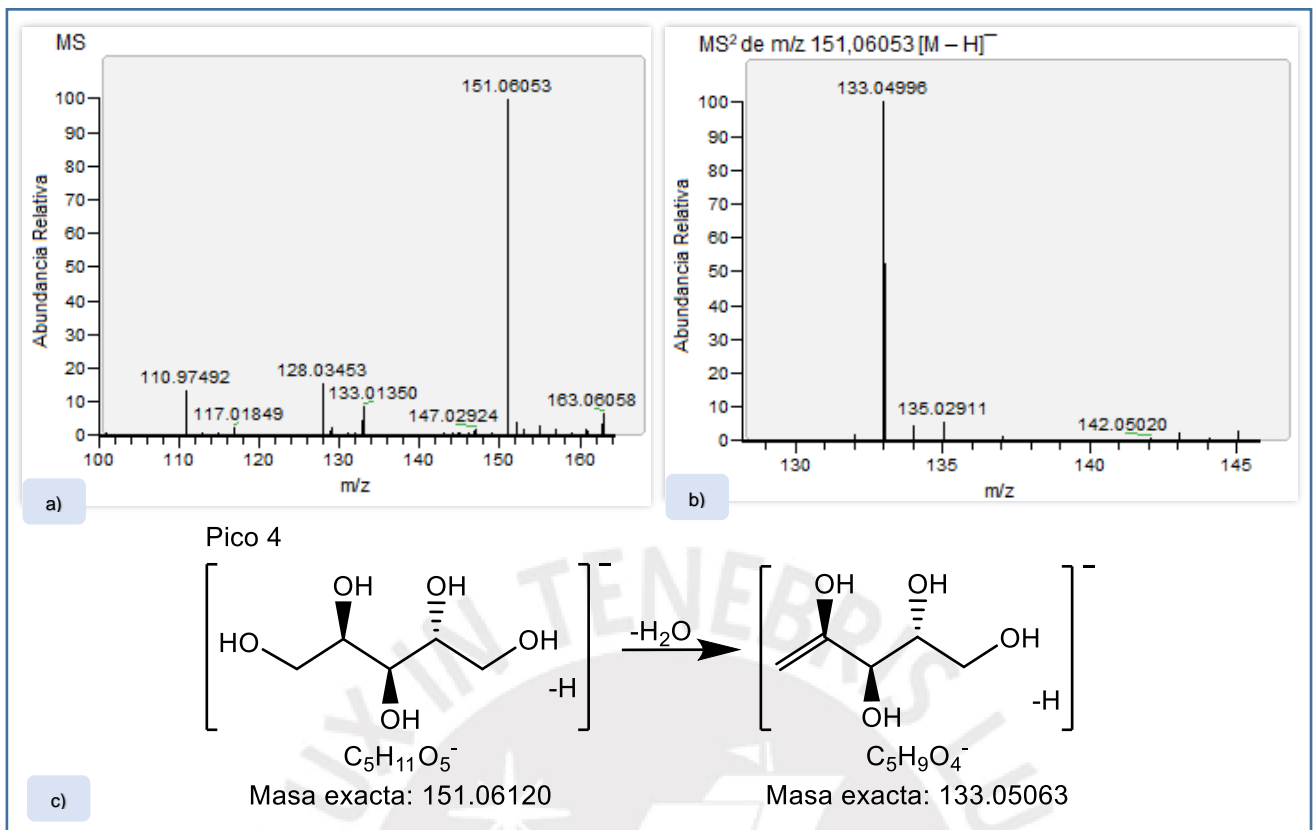 MS
151.06053
100
90
80
70
60
50
40
30
20
10
0
Abundancia Relativa
110.97492
117.01849
128.03453
133.01350
147.02924
163.06058
100 110 120 130 140 150 160
m/z
a)
MS² de m/z 151,06053 [M – H]¯
133.04996
100
90
80
70
60
50
40
30
20
10
0
Abundancia Relativa
135.02911
142.05020
130 135 140 145
m/z
b)
Pico 4
OH OH
HO OH
OH
-H
–
C₅H₁₁O₅⁻
Masa exacta: 151.06120
-H₂O
OH OH
OH
OH
-H
–
C₅H₉O₄⁻
Masa exacta: 133.05063
c)
UX IN TENEBRIS LU